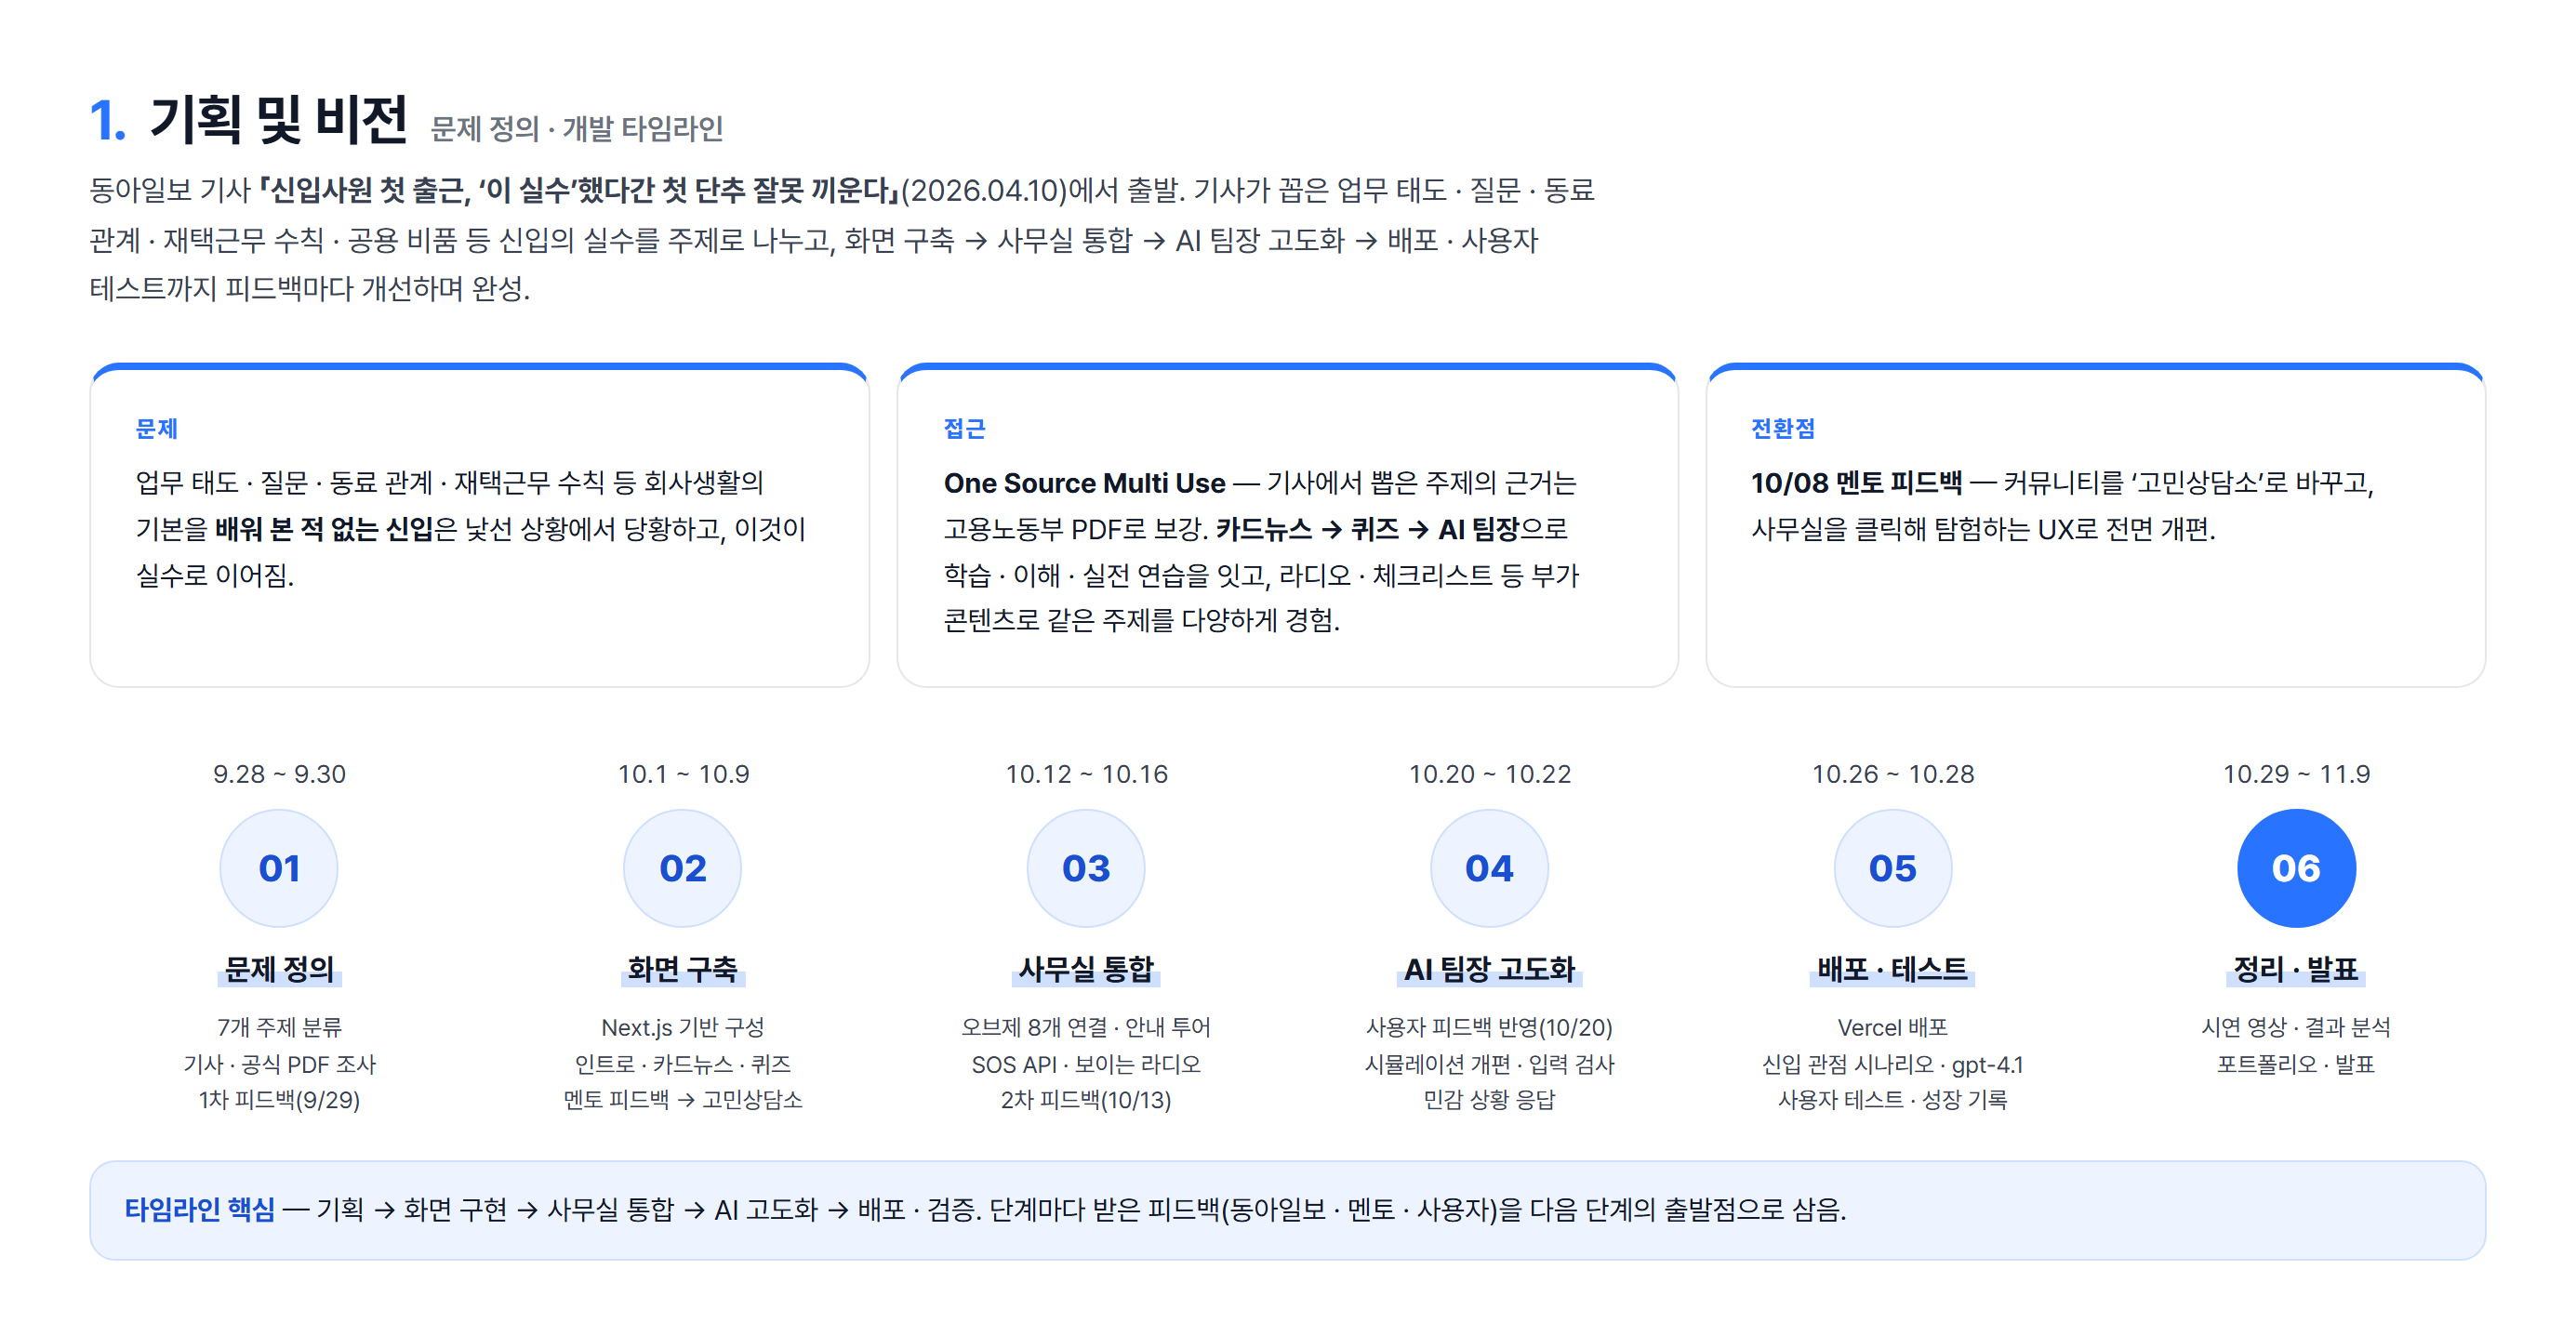 1. 기획 및 비전 문제 정의 · 개발 타임라인
동아일보 기사 『신입사원 첫 출근, ‘이 실수’했다간 첫 단추 잘못 끼운다』(2026.04.10)에서 출발. 기사가 꼽은 업무 태도 · 질문 · 동료
관계 · 재택근무 수칙 · 공용 비품 등 신입의 실수를 주제로 나누고, 화면 구축 → 사무실 통합 → AI 팀장 고도화 → 배포 · 사용자
테스트까지 피드백마다 개선하며 완성.
문제
업무 태도 · 질문 · 동료 관계 · 재택근무 수칙 등 회사생활의
기본을 배워 본 적 없는 신입은 낯선 상황에서 당황하고, 이것이
실수로 이어짐.
접근
One Source Multi Use — 기사에서 뽑은 주제의 근거는
고용노동부 PDF로 보강. 카드뉴스 → 퀴즈 → AI 팀장으로
학습 · 이해 · 실전 연습을 잇고, 라디오 · 체크리스트 등 부가
콘텐츠로 같은 주제를 다양하게 경험.
전환점
10/08 멘토 피드백 — 커뮤니티를 ‘고민상담소’로 바꾸고,
사무실을 클릭해 탐험하는 UX로 전면 개편.
9.28 ~ 9.30
01
문제 정의
7개 주제 분류
기사 · 공식 PDF 조사
1차 피드백(9/29)
10.1 ~ 10.9
02
화면 구축
Next.js 기반 구성
인트로 · 카드뉴스 · 퀴즈
멘토 피드백 → 고민상담소
10.12 ~ 10.16
03
사무실 통합
오브제 8개 연결 · 안내 투어
SOS API · 보이는 라디오
2차 피드백(10/13)
10.20 ~ 10.22
04
AI 팀장 고도화
사용자 피드백 반영(10/20)
시뮬레이션 개편 · 입력 검사
민감 상황 응답
10.26 ~ 10.28
05
배포 · 테스트
Vercel 배포
신입 관점 시나리오 · gpt-4.1
사용자 테스트 · 성장 기록
10.29 ~ 11.9
06
정리 · 발표
시연 영상 · 결과 분석
포트폴리오 · 발표
타임라인 핵심 — 기획 → 화면 구현 → 사무실 통합 → AI 고도화 → 배포 · 검증. 단계마다 받은 피드백(동아일보 · 멘토 · 사용자)을 다음 단계의 출발점으로 삼음.